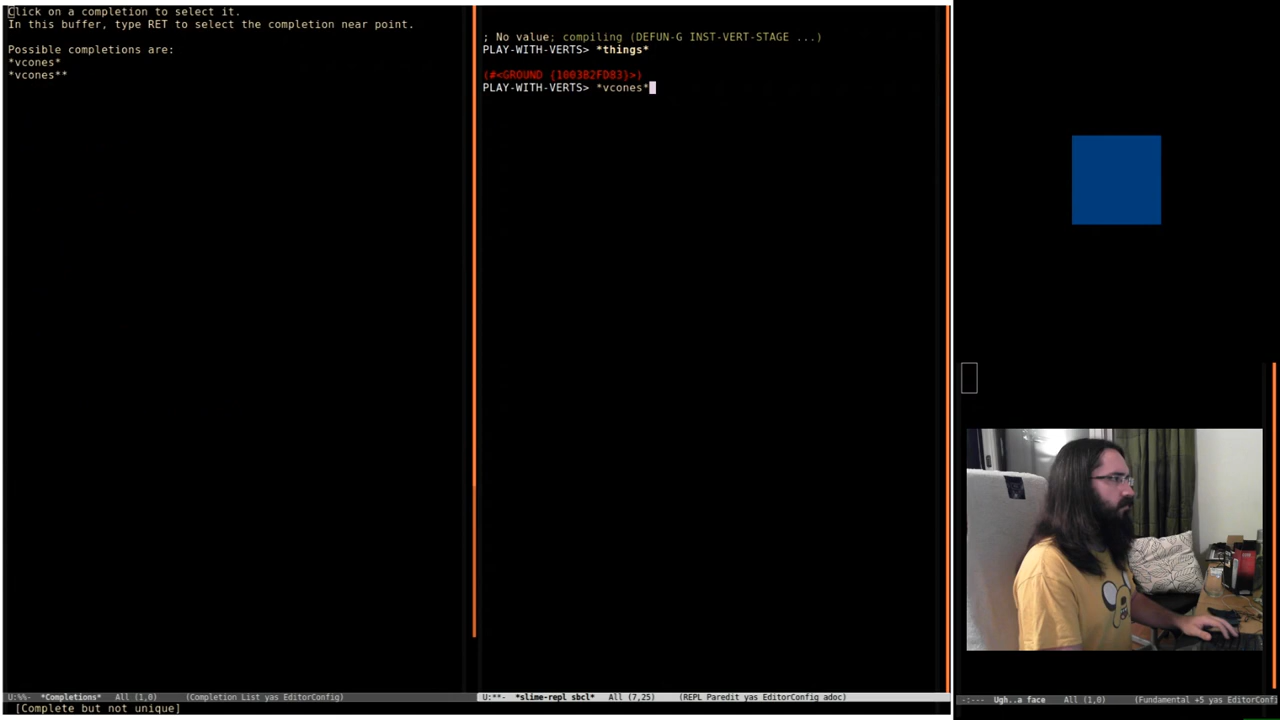 Click on a completion to select it.
In this buffer, type RET to select the completion near point.
Possible completions are:
*vcones*
*vcones**
U:%%-  *Completions*   All (1,0)     (Completion List yas EditorConfig)
[Complete but not unique]
; No value; compiling (DEFUN-G INST-VERT-STAGE ...)
PLAY-WITH-VERTS> *things*
(#<GROUND {1003B2FD83}>)
PLAY-WITH-VERTS> *vcones*
U:**-  *slime-repl sbcl*   All (7,25)     (REPL Paredit yas EditorConfig adoc)
-:---  Ugh..a face   All (1,0)     (Fundamental +5 yas EditorConf